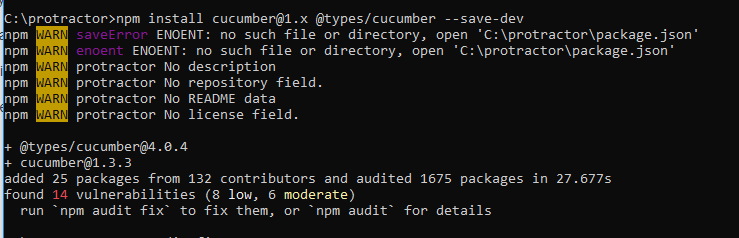 C:\protractor>npm install cucumber@1.x @types/cucumber --save-dev
npm WARN saveError ENOENT: no such file or directory, open 'C:\protractor\package.json'
npm WARN enoent ENOENT: no such file or directory, open 'C:\protractor\package.json'
npm WARN protractor No description
npm WARN protractor No repository field.
npm WARN protractor No README data
npm WARN protractor No license field.
+ @types/cucumber@4.0.4
+ cucumber@1.3.3
added 25 packages from 132 contributors and audited 1675 packages in 27.677s
found 14 vulnerabilities (8 low, 6 moderate)
run `npm audit fix` to fix them, or `npm audit` for details